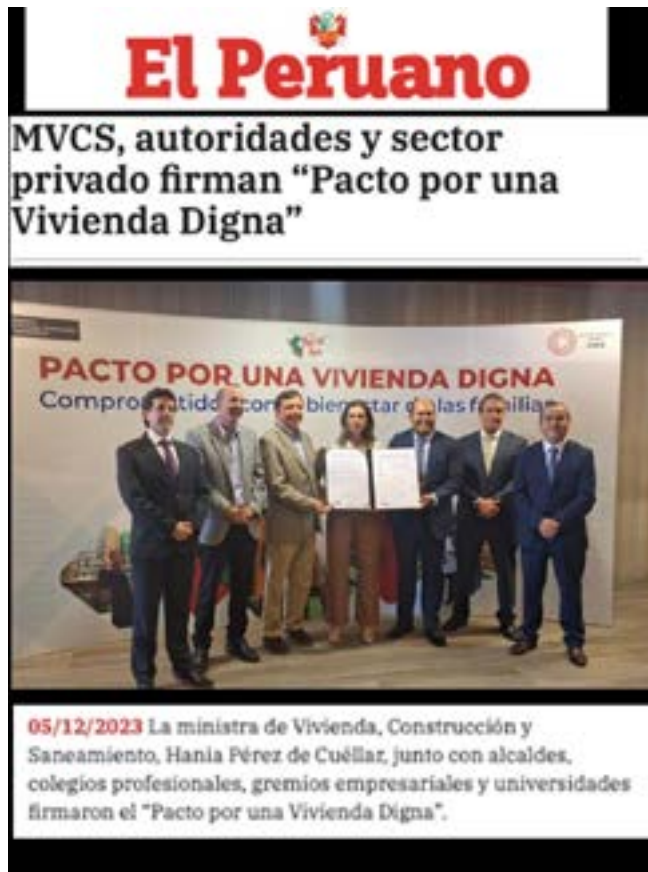 El Peruano
MVCS, autoridades y sector
privado firman “Pacto por una
Vivienda Digna”
PACTO POR UNA VIVIENDA DIGNA
05/12/2023 La ministra de Vivienda, Construcción y
Saneamiento, Hania Pérez de Cuéllar, junto con alcaldes,
colegios profesionales, gremios empresariales y universidades
firmaron el “Pacto por una Vivienda Digna”.